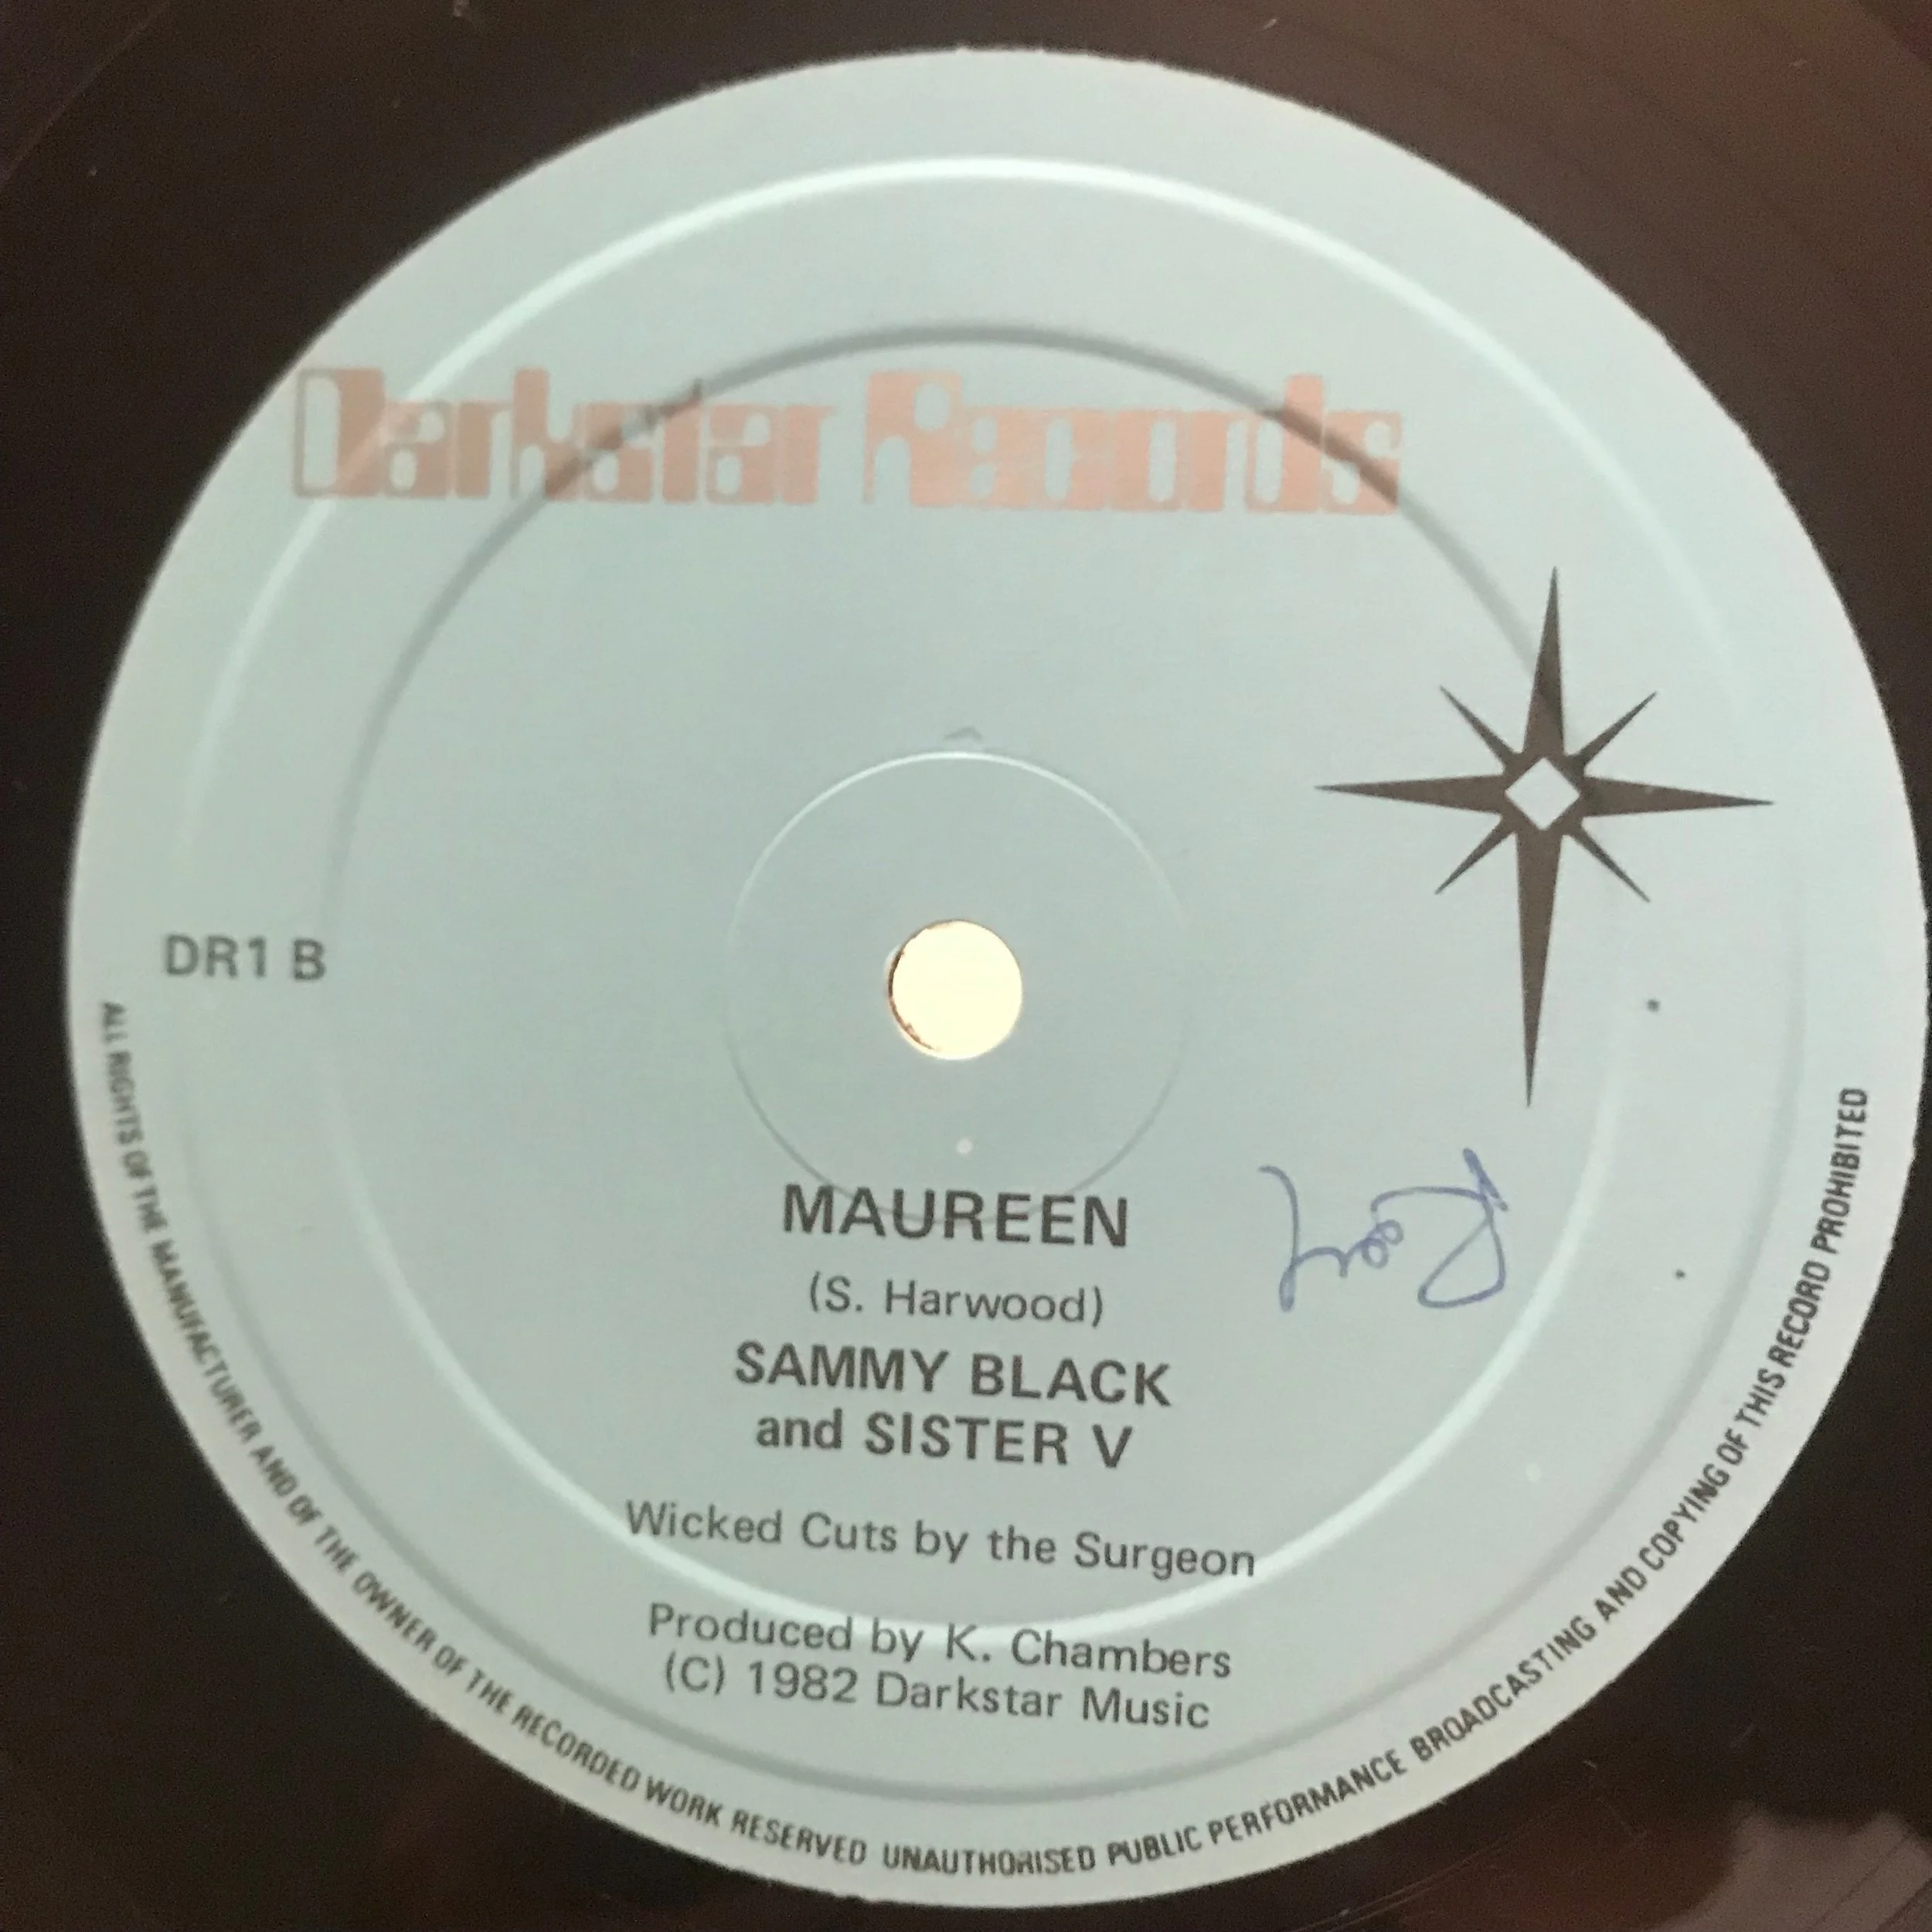 Darkstar Records
DR1 B
MAUREEN
(S. Harwood)
SAMMY BLACK
and SISTER V
Wicked Cuts by the Surgeon
Produced by K. Chambers
(C) 1982 Darkstar Music
ALL RIGHTS OF THE MANUFACTURER AND OF THE OWNER OF THE RECORDED WORK RESERVED UNAUTHORISED PUBLIC PERFORMANCE BROADCASTING AND COPYING OF THIS RECORD PROHIBITED